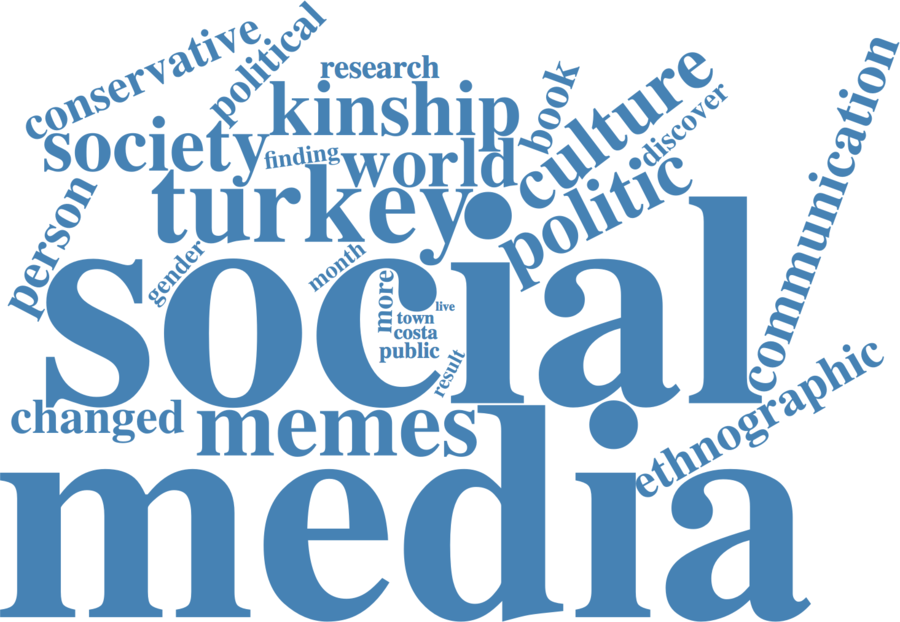 conservative
political
research
kinship
book
culture
discover
communication
society
finding
world
turkey
politic
person
gender
month
social
more
live
town
costa
public
result
changed
memes
ethnographic
media